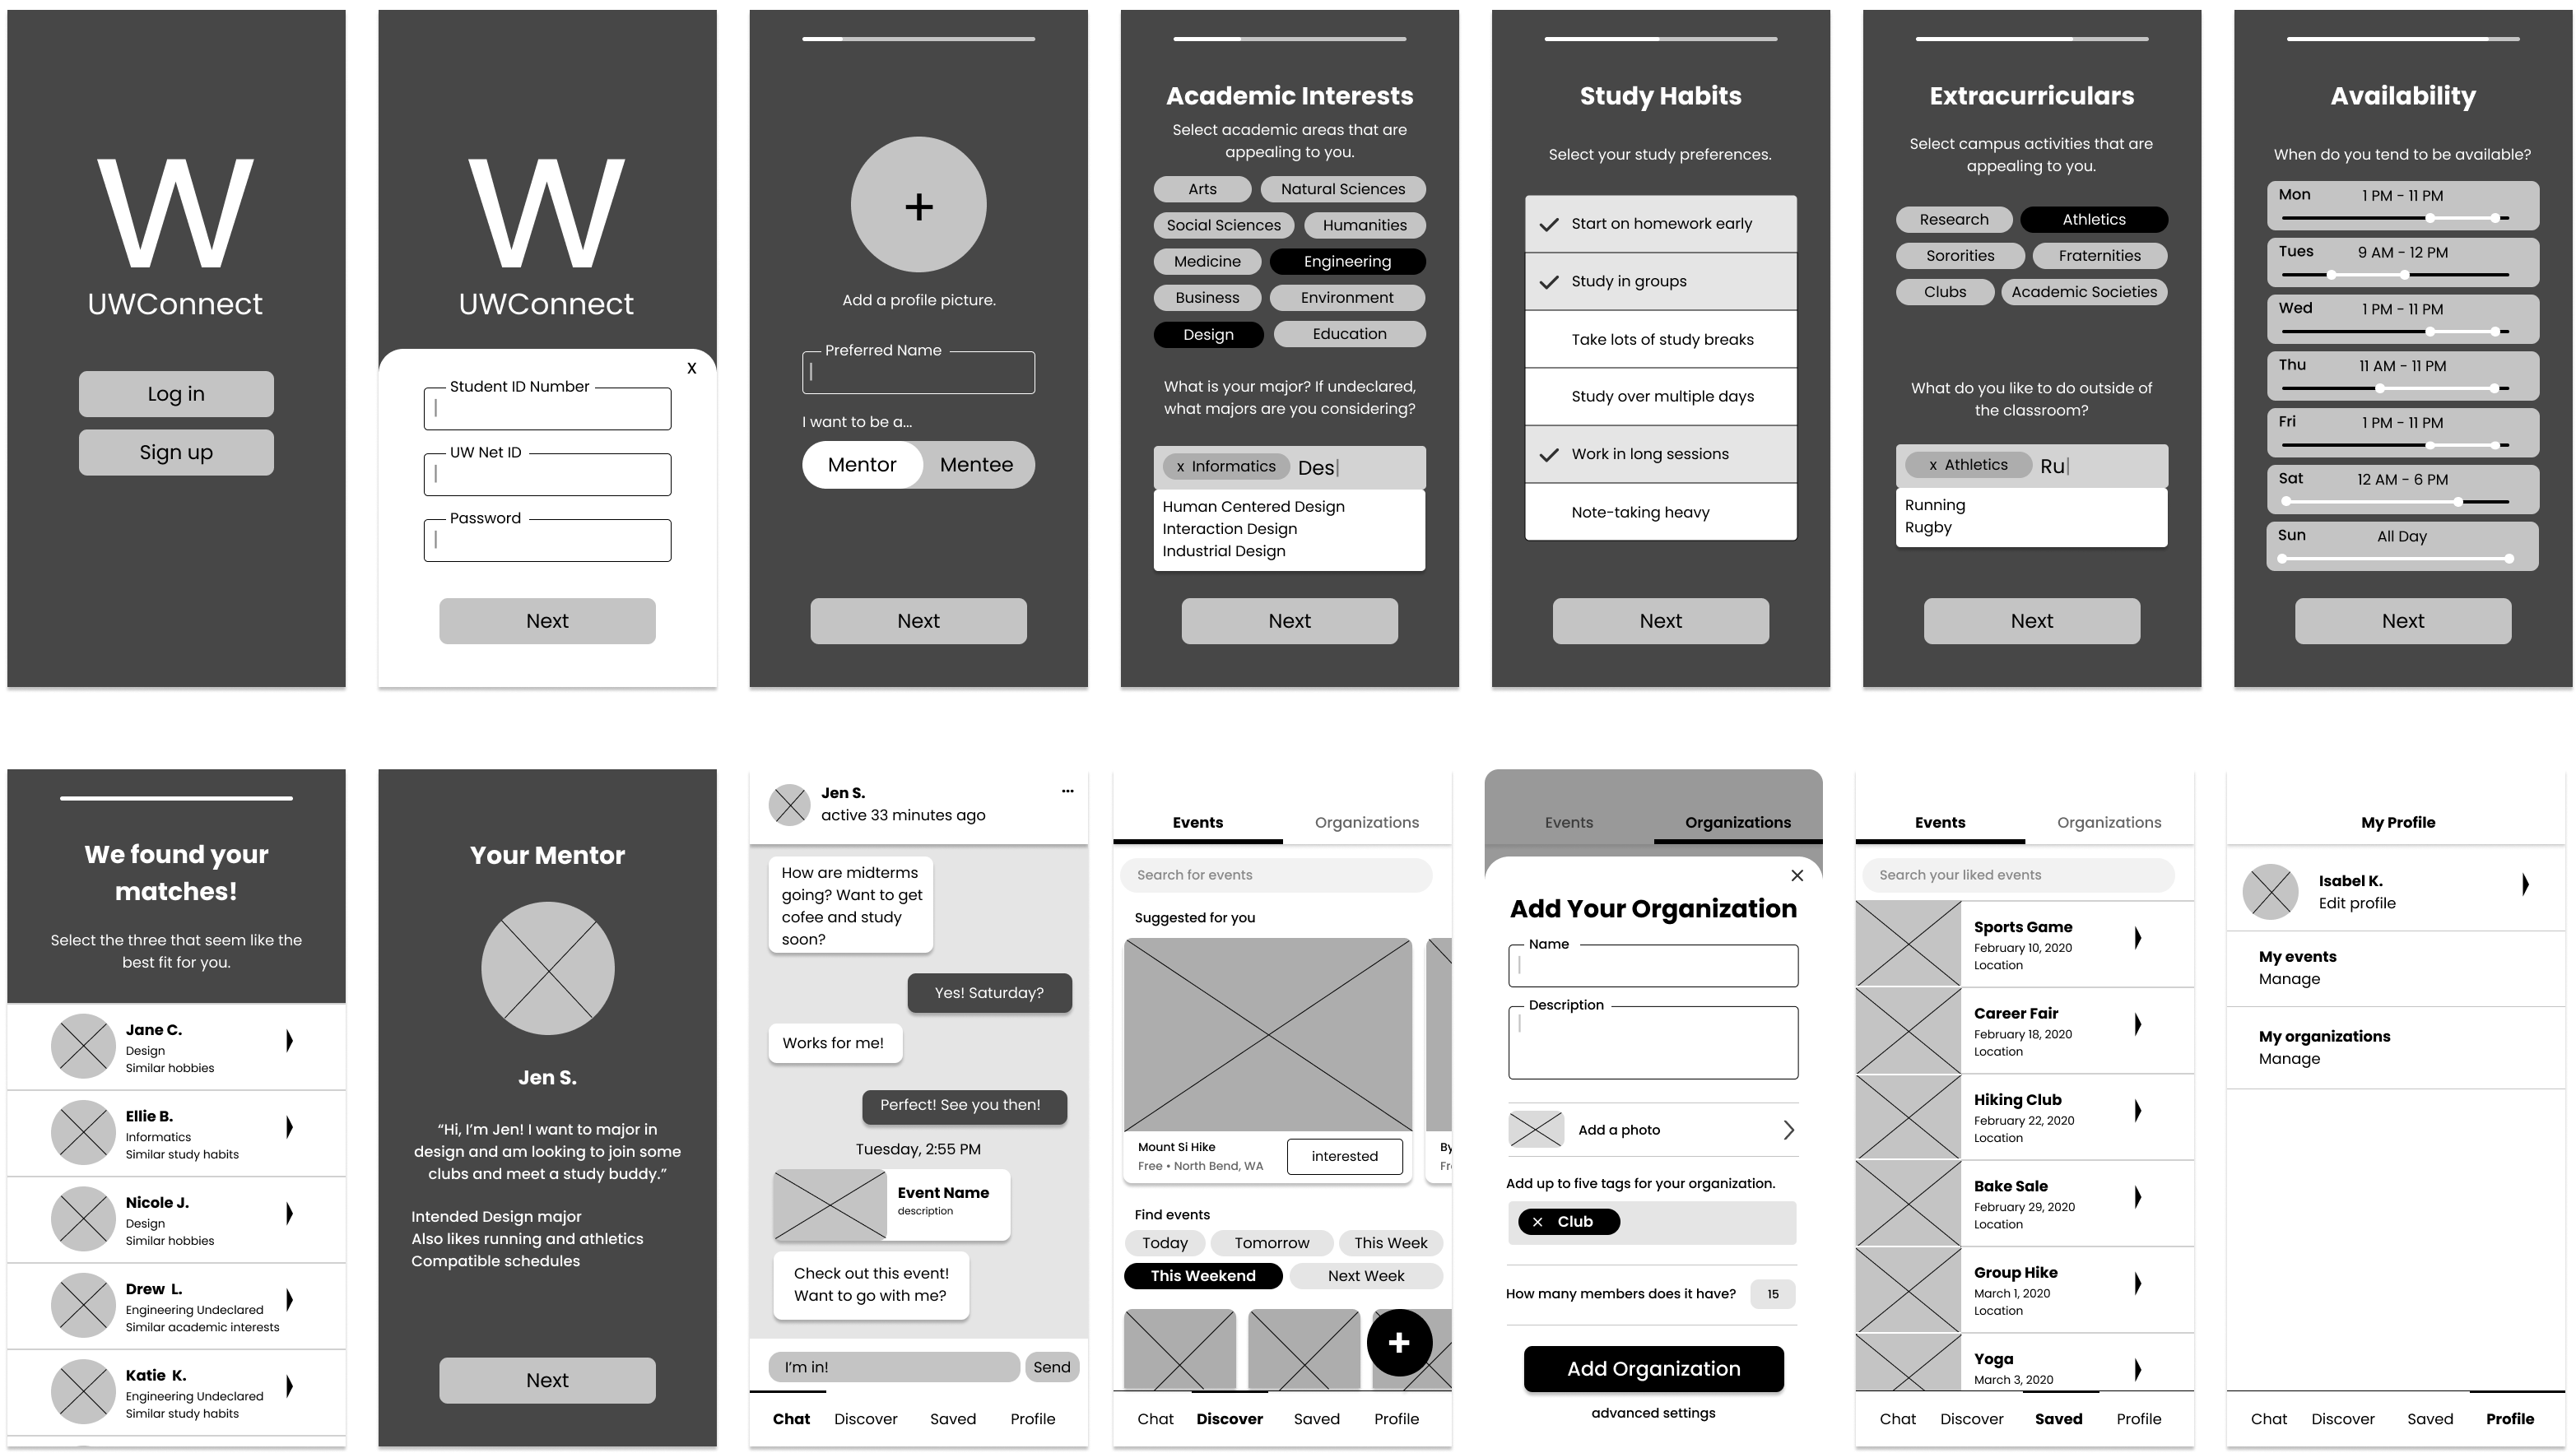 W
UWConnect
Log in
Sign up
W
UWConnect
x
Student ID Number
UW Net ID
Password
Next
+
Add a profile picture.
Preferred Name
I want to be a...
Mentor Mentee
Next
Academic Interests
Select academic areas that are
appealing to you.
Arts Natural Sciences
Social Sciences Humanities
Medicine Engineering
Business Environment
Design Education
What is your major? If undeclared,
what majors are you considering?
x Informatics Des
Human Centered Design
Interaction Design
Industrial Design
Next
Study Habits
Select your study preferences.
Start on homework early
Study in groups
Take lots of study breaks
Study over multiple days
Work in long sessions
Note-taking heavy
Next
Extracurriculars
Select campus activities that are
appealing to you.
Research Athletics
Sororities Fraternities
Clubs Academic Societies
What do you like to do outside of
the classroom?
x Athletics Ru
Running
Rugby
Next
Availability
When do you tend to be available?
Mon 1 PM - 11 PM
Tues 9 AM - 12 PM
Wed 1 PM - 11 PM
Thu 11 AM - 11 PM
Fri 1 PM - 11 PM
Sat 12 AM - 6 PM
Sun All Day
Next
We found your
matches!
Select the three that seem like the
best fit for you.
Jane C.
Design
Similar hobbies
Ellie B.
Informatics
Similar study habits
Nicole J.
Design
Similar hobbies
Drew L.
Engineering Undeclared
Similar academic interests
Katie K.
Engineering Undeclared
Similar study habits
Your Mentor
Jen S.
“Hi, I’m Jen! I want to major in
design and am looking to join some
clubs and meet a study buddy.”
Intended Design major
Also likes running and athletics
Compatible schedules
Next
Jen S.
active 33 minutes ago
...
How are midterms
going? Want to get
cofee and study
soon?
Yes! Saturday?
Works for me!
Perfect! See you then!
Tuesday, 2:55 PM
Event Name
description
Check out this event!
Want to go with me?
I’m in! Send
Chat Discover Saved Profile
Events Organizations
Search for events
Suggested for you
Mount Si Hike
Free • North Bend, WA
interested
By
Fr
Find events
Today Tomorrow This Week
This Weekend Next Week
+
Chat Discover Saved Profile
Events Organizations
Add Your Organization
Name
Description
Add a photo
Add up to five tags for your organization.
Club
How many members does it have? 15
Add Organization
advanced settings
Events Organizations
Search your liked events
Sports Game
February 10, 2020
Location
Career Fair
February 18, 2020
Location
Hiking Club
February 22, 2020
Location
Bake Sale
February 29, 2020
Location
Group Hike
March 1, 2020
Location
Yoga
March 3, 2020
Chat Discover Saved Profile
My Profile
Isabel K.
Edit profile
My events
Manage
My organizations
Manage
Chat Discover Saved Profile